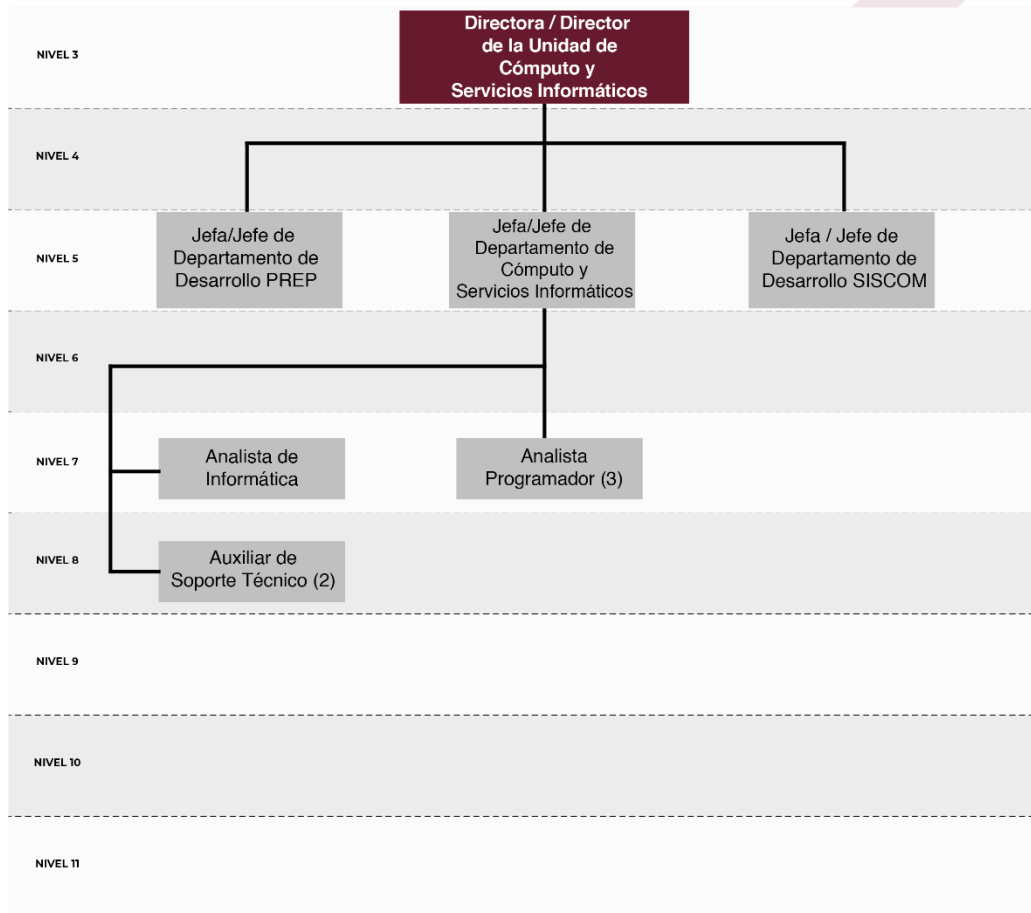 NIVEL 3
Directora / Director
de la Unidad de
Cómputo y
Servicios Informáticos
NIVEL 4
NIVEL 5
Jefa/Jefe de
Departamento de
Desarrollo PREP
Jefa/Jefe de
Departamento de
Cómputo y
Servicios Informáticos
Jefa / Jefe de
Departamento de
Desarrollo SISCOM
NIVEL 6
NIVEL 7
Analista de
Informática
Analista
Programador (3)
NIVEL 8
Auxiliar de
Soporte Técnico (2)
NIVEL 9
NIVEL 10
NIVEL 11